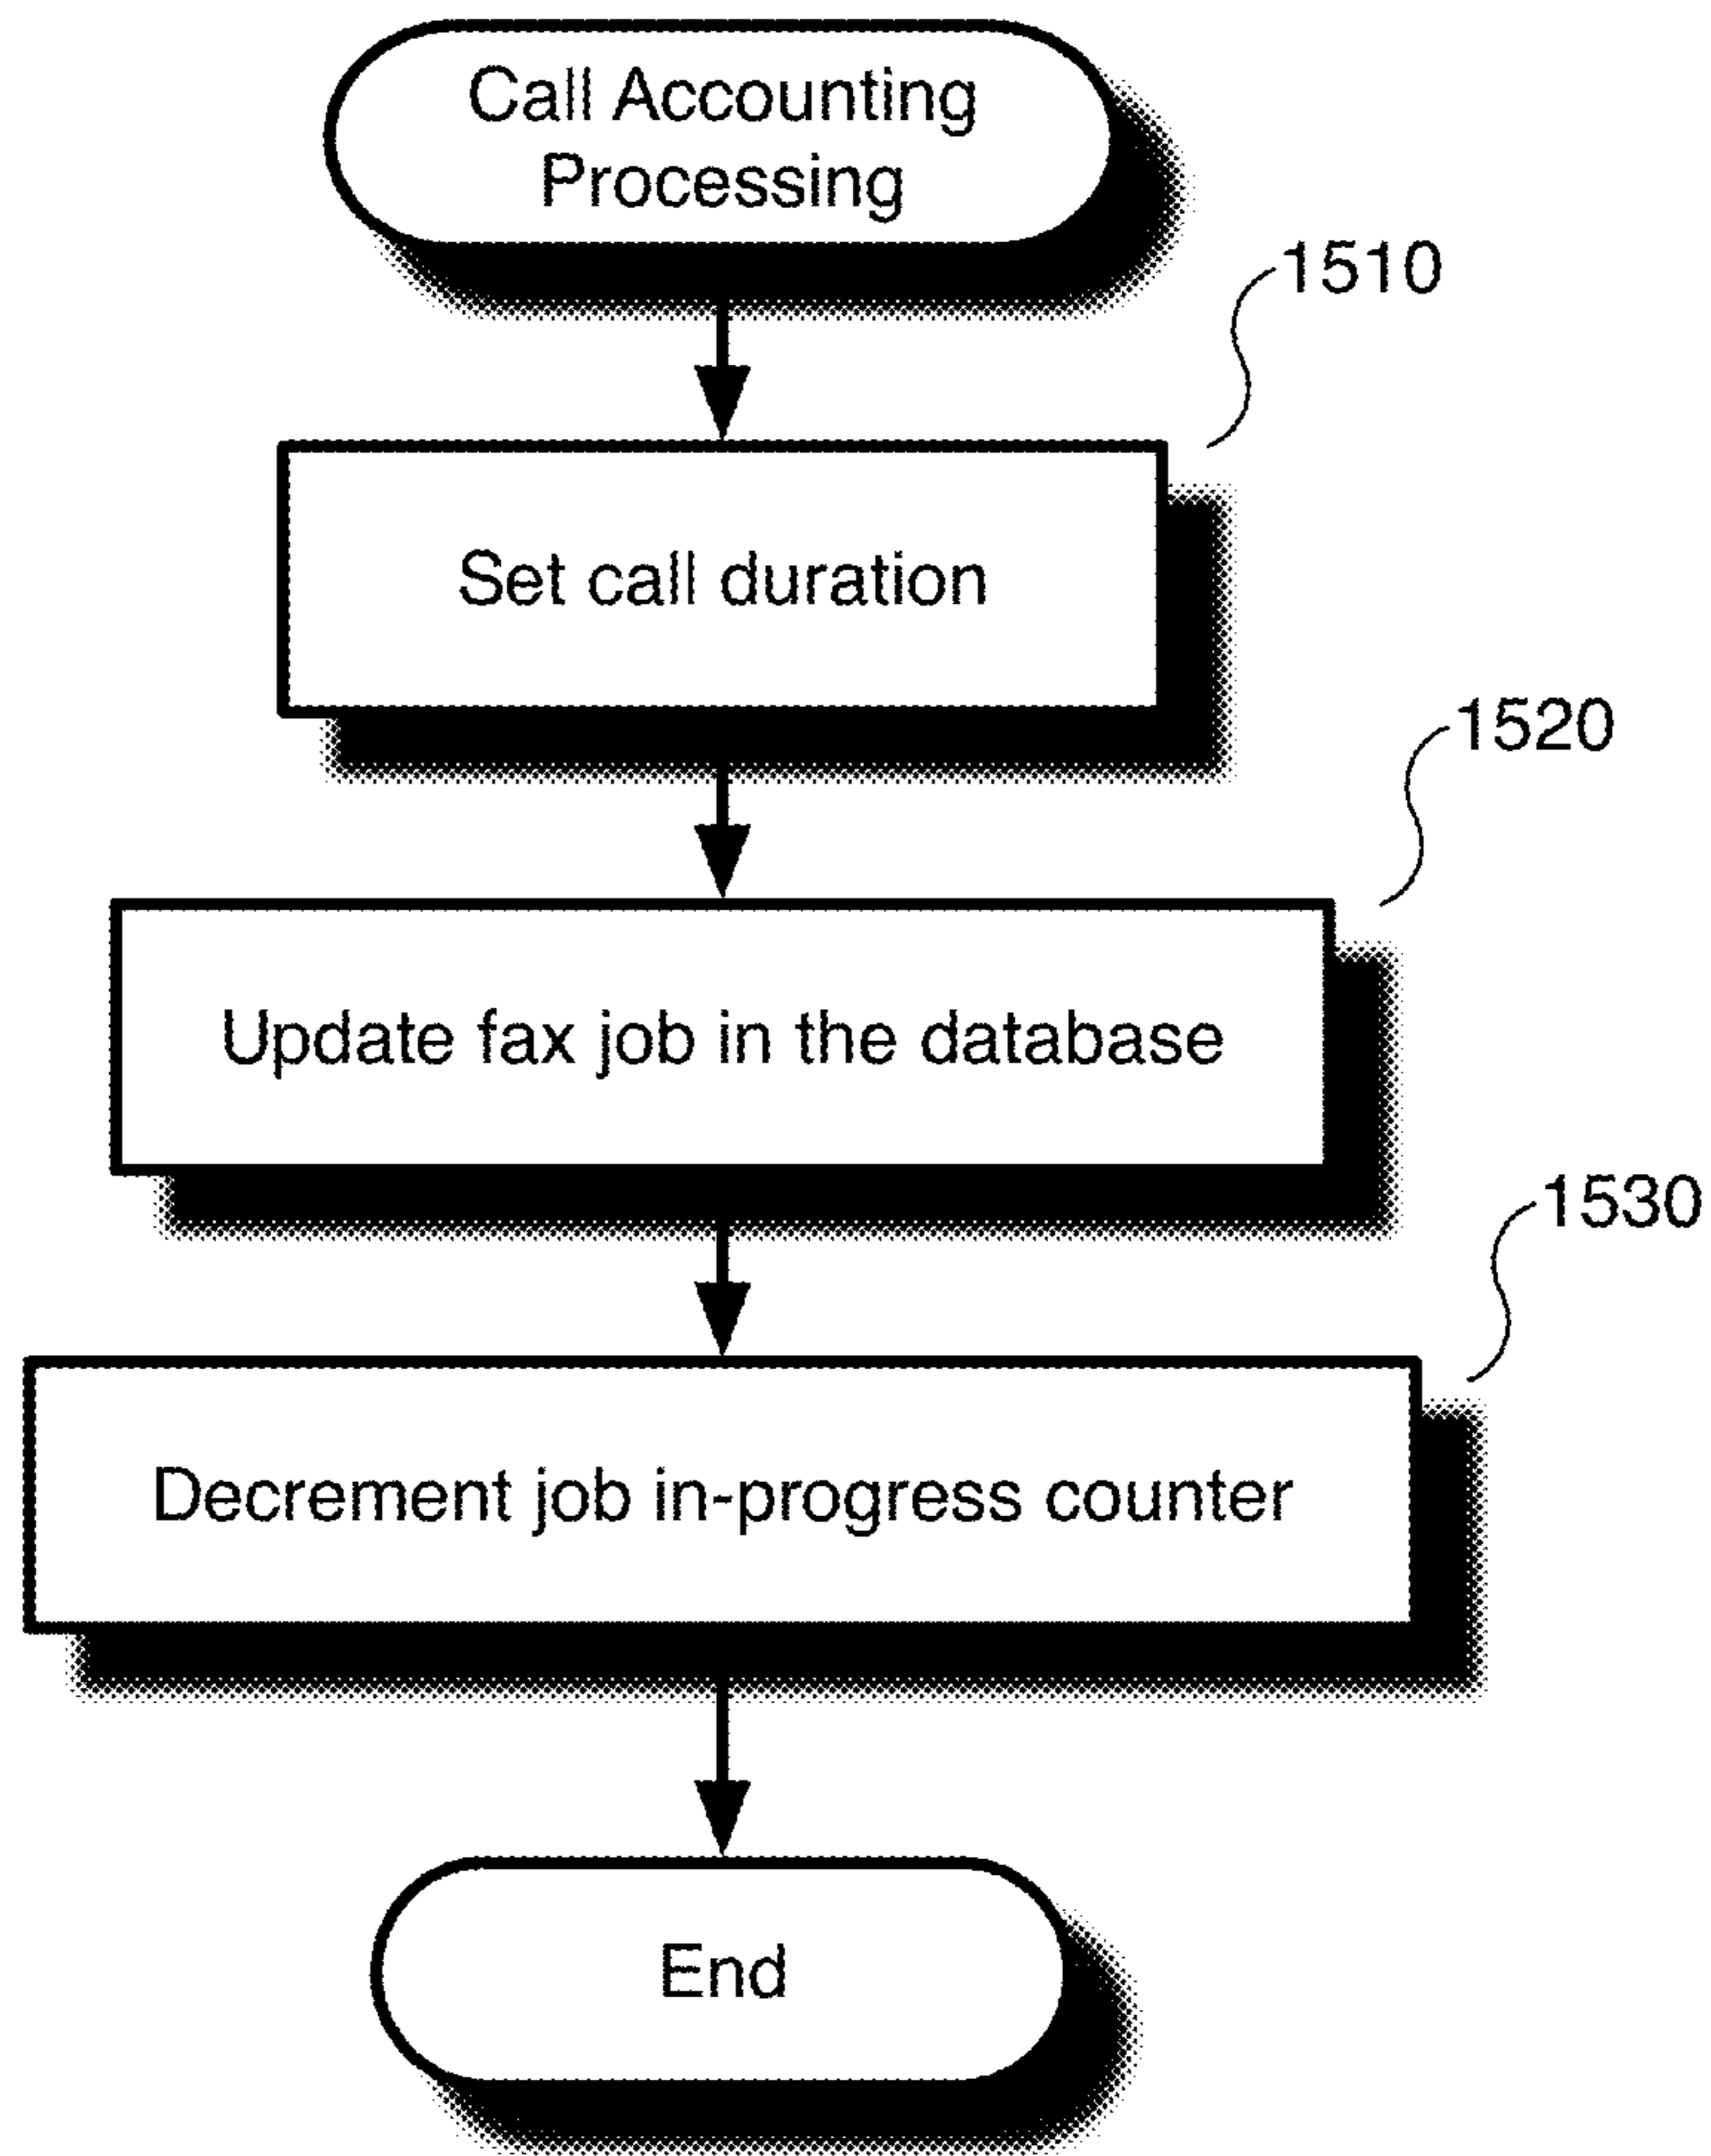 Call Accounting
Processing
1510
Set call duration
1520
Update fax job in the database
1530
Decrement job in-progress counter
End